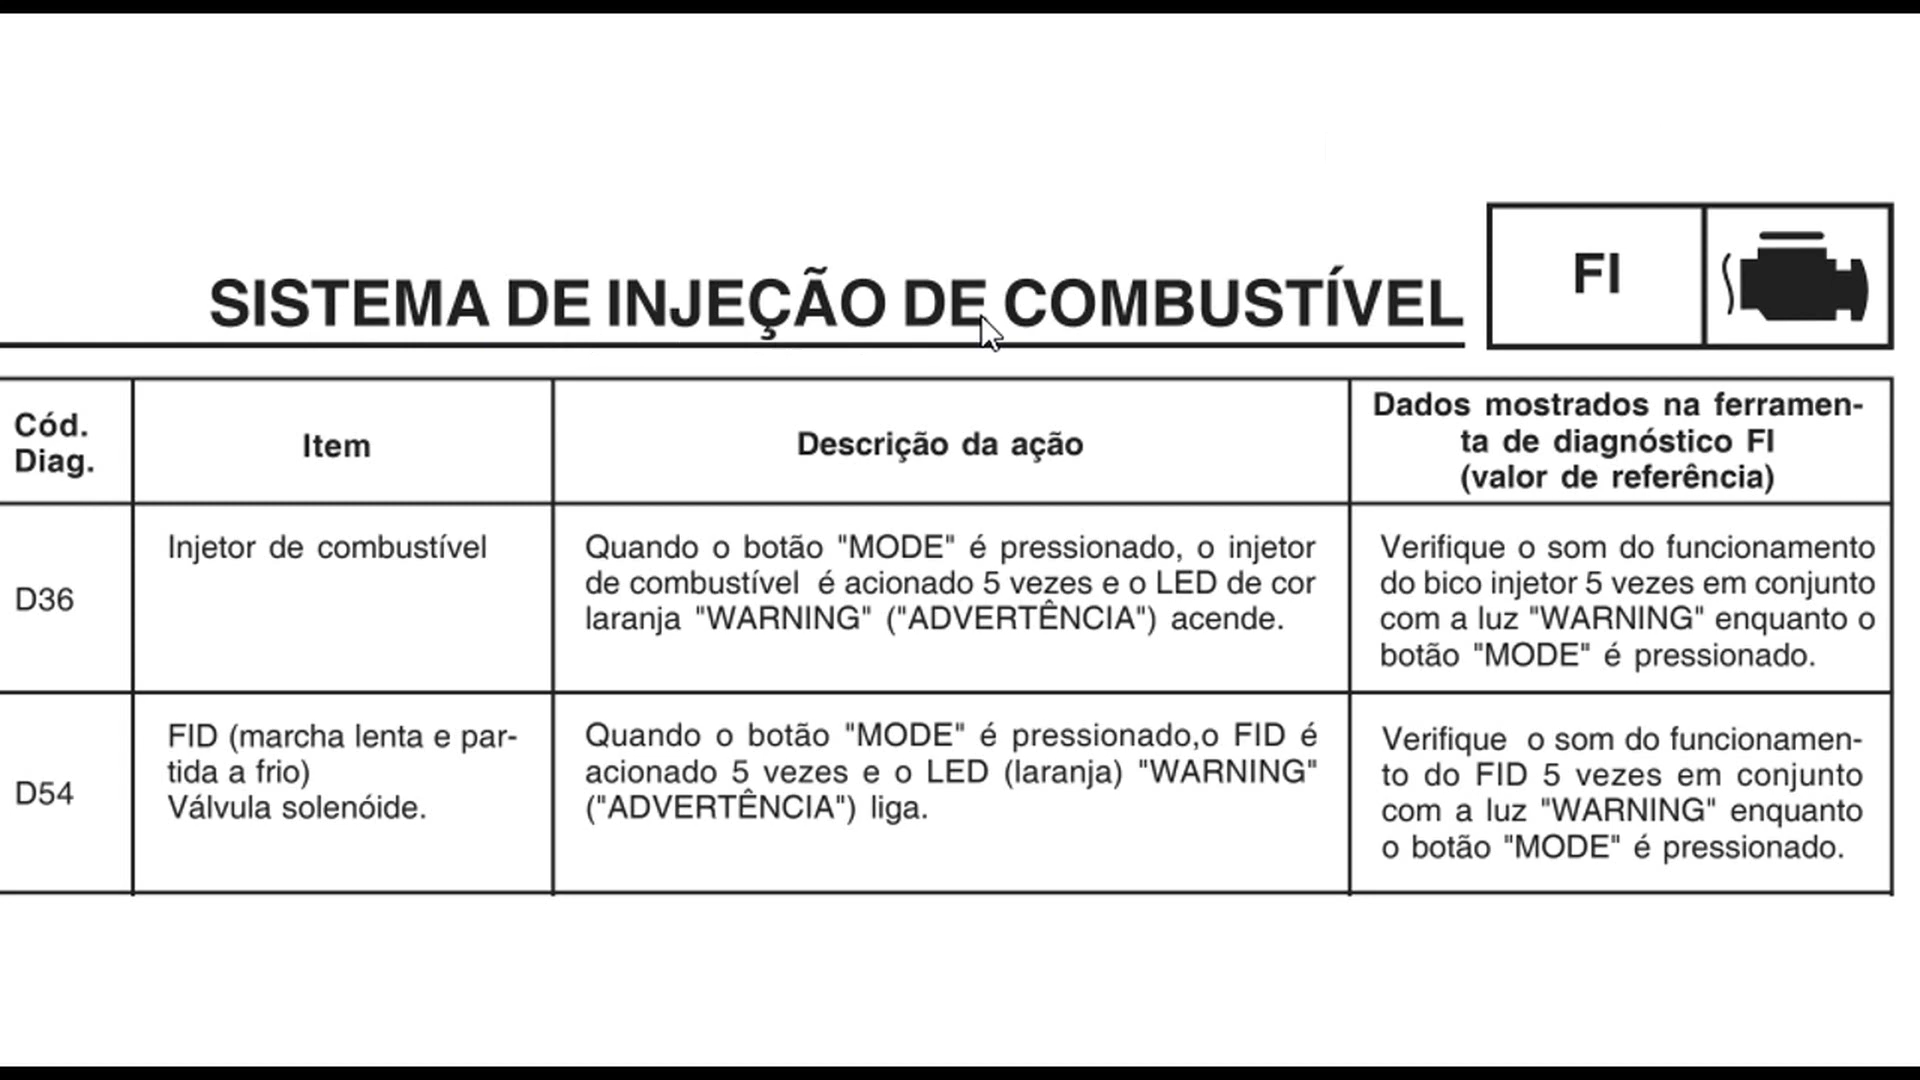 SISTEMA DE INJEÇÃO DE COMBUSTÍVEL
FI
Cód.
Diag.
Item
Descrição da ação
Dados mostrados na ferramen-
ta de diagnóstico FI
(valor de referência)
D36
Injetor de combustível
Quando o botão "MODE" é pressionado, o injetor
de combustível é acionado 5 vezes e o LED de cor
laranja "WARNING" ("ADVERTÊNCIA") acende.
Verifique o som do funcionamento
do bico injetor 5 vezes em conjunto
com a luz "WARNING" enquanto o
botão "MODE" é pressionado.
D54
FID (marcha lenta e par-
tida a frio)
Válvula solenóide.
Quando o botão "MODE" é pressionado,o FID é
acionado 5 vezes e o LED (laranja) "WARNING"
("ADVERTÊNCIA") liga.
Verifique o som do funcionamen-
to do FID 5 vezes em conjunto
com a luz "WARNING" enquanto
o botão "MODE" é pressionado.